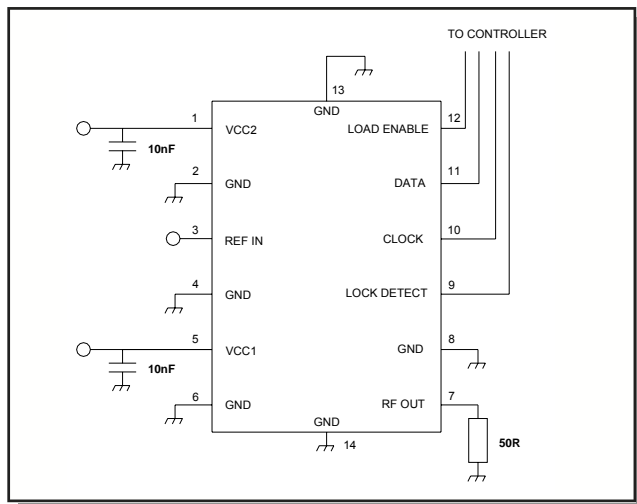 TO CONTROLLER
13
GND
1
VCC2
LOAD ENABLE
12
10nF
2
GND
DATA
11
3
REF IN
CLOCK
10
4
GND
LOCK DETECT
9
5
VCC1
GND
8
10nF
6
GND
RF OUT
7
GND
14
50R